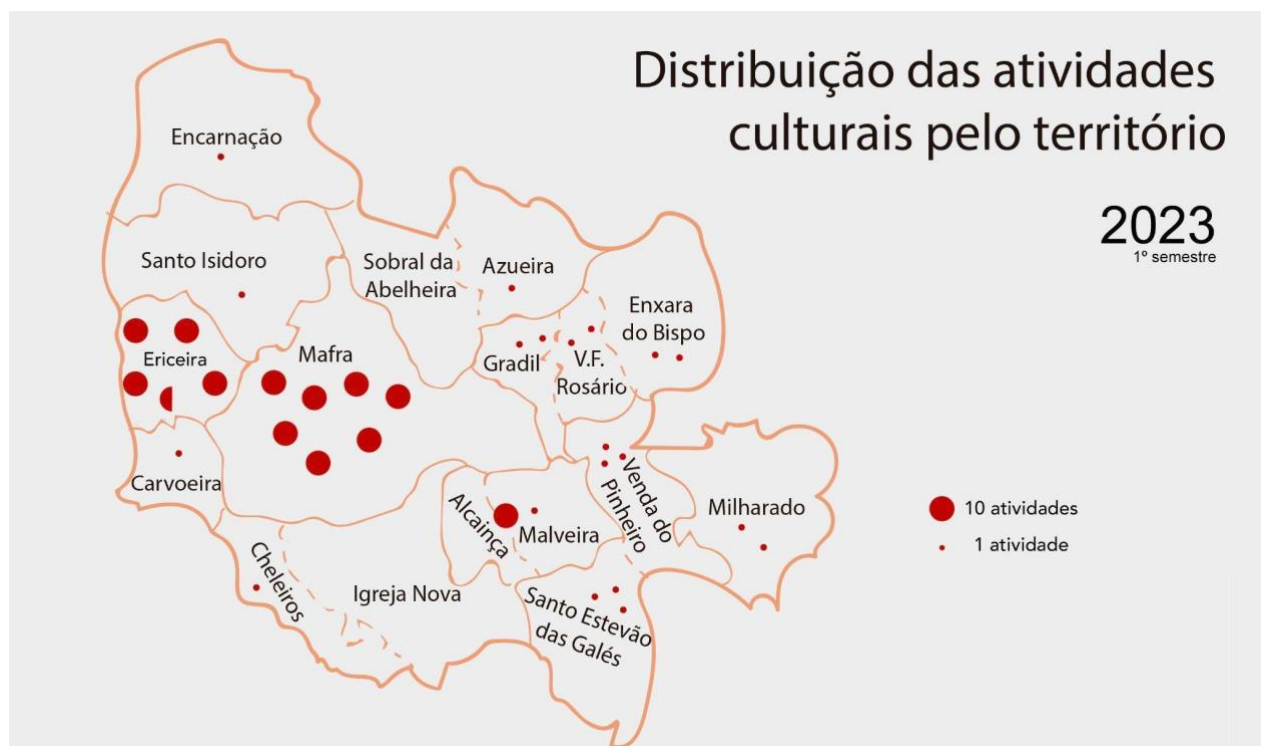 Distribuição das atividades
culturais pelo território
2023
1º semestre
Encarnação
Santo Isidoro
Sobral da
Abelheira
Azueira
Enxara
do Bispo
Ericeira
Mafra
Gradil
V.F.
Rosário
Carvoeira
Venda do
Pinheiro
Milharado
Alcainça
Malveira
Cheleiros
Igreja Nova
Santo Estevão
das Galés
10 atividades
1 atividade